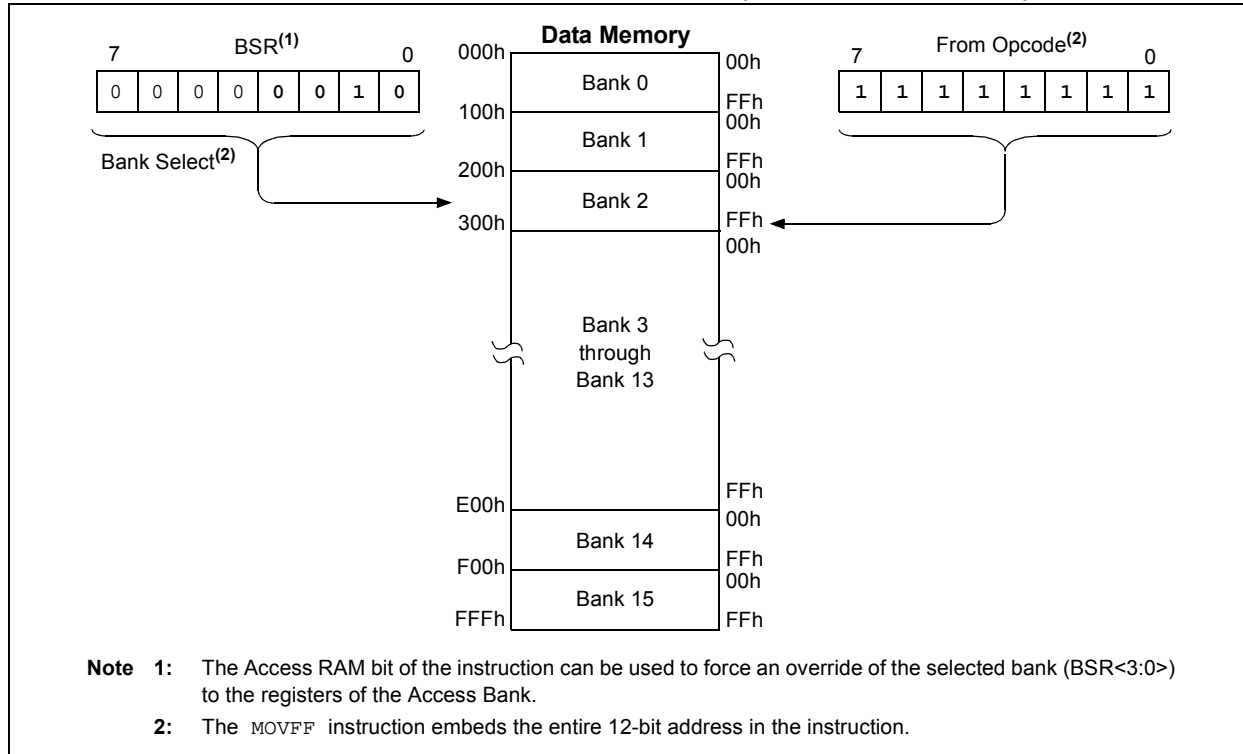 Data Memory
7 BSR(1) 0
0 0 0 0 0 0 1 0
Bank Select(2)
7 From Opcode(2) 0
1 1 1 1 1 1 1 1
000h Bank 0 00h
FFh
100h Bank 1 00h
FFh
200h Bank 2 00h
300h FFh
00h
Bank 3
through
Bank 13
FFh
E00h 00h
Bank 14
FFh
F00h 00h
Bank 15
FFFh FFh
Note 1: The Access RAM bit of the instruction can be used to force an override of the selected bank (BSR<3:0>)
to the registers of the Access Bank.
2: The MOVFF instruction embeds the entire 12-bit address in the instruction.